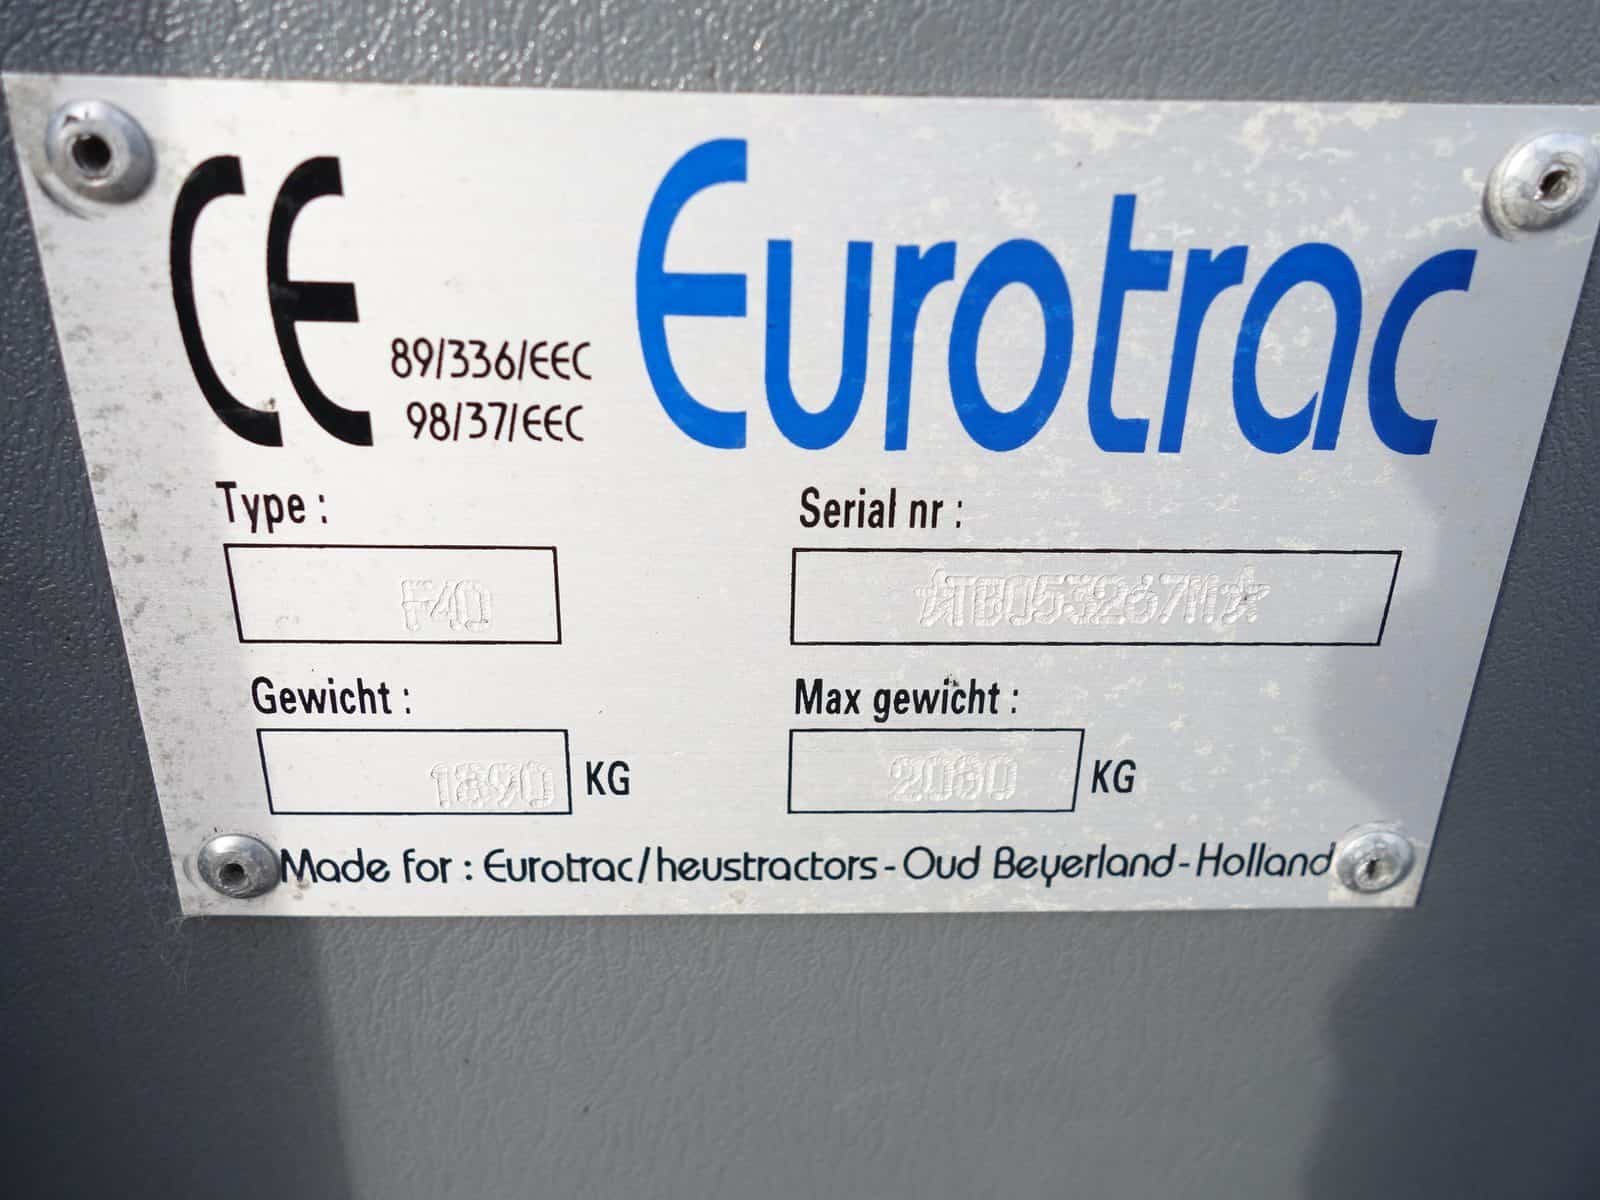 CE
89/336/EEC
98/37/EEC
Eurotrac
Type :
Serial nr :
F40
☆TB053267M☆
Gewicht :
Max gewicht :
1890 KG
KG
Made for : Eurotrac/heustractors-Oud Beyerland-Holland